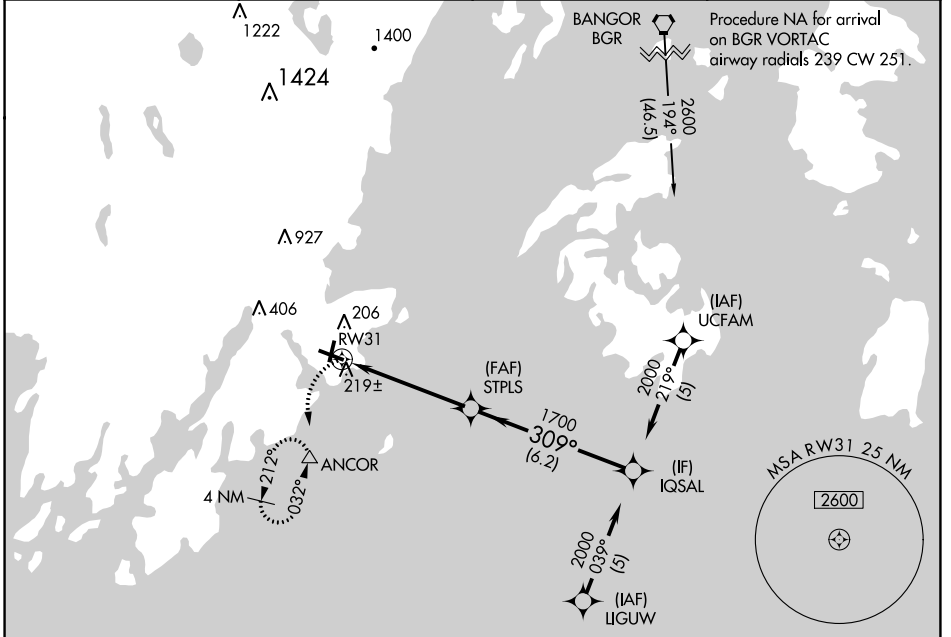 1222
1400
1424
BANGOR
BGR
Procedure NA for arrival
on BGR VORTAC
airway radials 239 CW 251.
2600
194°
(46.5)
927
406
206
RW31
219±
(FAF)
STPLS
(IAF)
UCFAM
2000
219°
(5)
1700
309°
(6.2)
(IF)
IQSAL
ANCOR
212°
032°
4 NM
2000
039°
(5)
(IAF)
LIGUW
MSA RW31 25 NM
2600